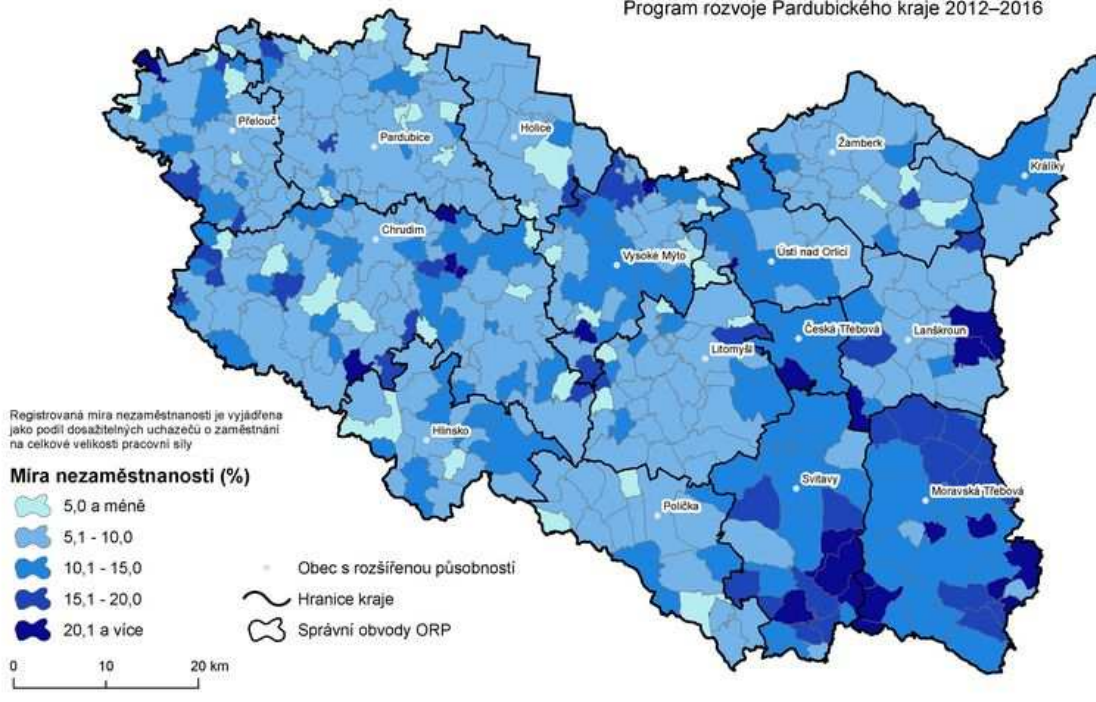 Program rozvoje Pardubického kraje 2012–2016
Přelouč
Pardubice
Holice
Žamberk
Králíky
Chrudim
Vysoké Mýto
Ústí nad Orlicí
Česká Třebová
Lanškroun
Litomyšl
Hlinsko
Svitavy
Moravská Třebová
Polička
Registrovaná míra nezaměstnanosti je vyjádřena
jako podíl dosažitelných uchazečů o zaměstnání
na celkové velikosti pracovní síly
Míra nezaměstnanosti (%)
5,0 a méně
5,1 - 10,0
10,1 - 15,0
15,1 - 20,0
20,1 a více
Obec s rozšířenou působností
Hranice kraje
Správní obvody ORP
0 10 20 km